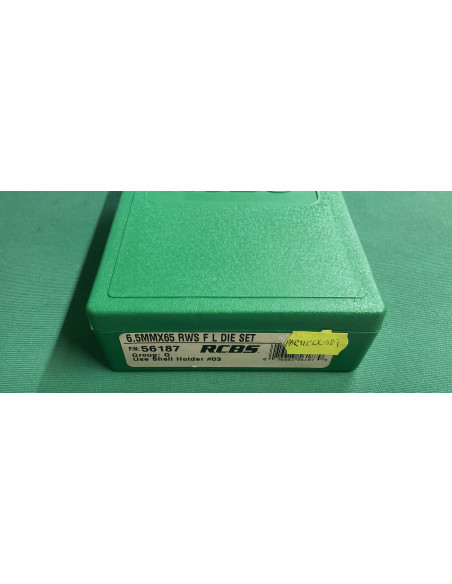 6.5MMX65 RWS F L DIE SET
P/N: 56187 RCBS
Group: G
Use Shell Holder #03